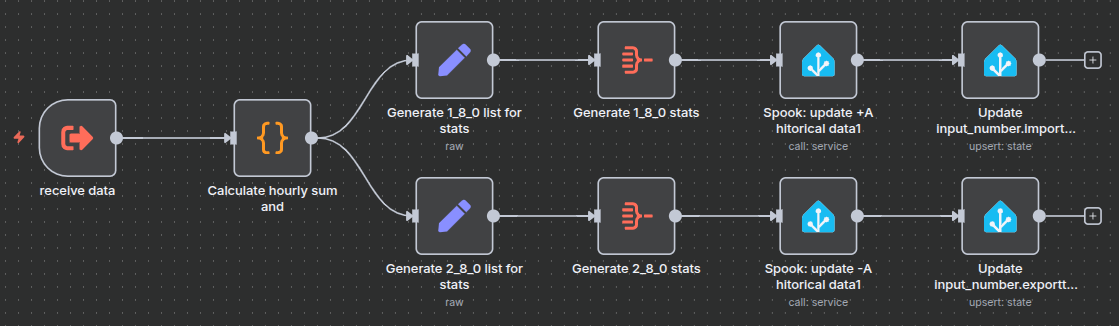 receive data
Calculate hourly sum
and
Generate 1_8_0 list for
stats
raw
Generate 1_8_0 stats
Spook: update +A
hitorical data1
call: service
Update
input_number.import...
upsert: state
Generate 2_8_0 list for
stats
raw
Generate 2_8_0 stats
Spook: update -A
hitorical data1
call: service
Update
input_number.exportt...
upsert: state